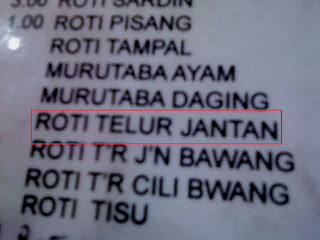 3.00 ROTI SARDIN
1.00 ROTI PISANG
ROTI TAMPAL
MURUTABA AYAM
MURUTABA DAGING
ROTI TELUR JANTAN
ROTI T'R J'N BAWANG
ROTI T'R CILI BWANG
ROTI TISU